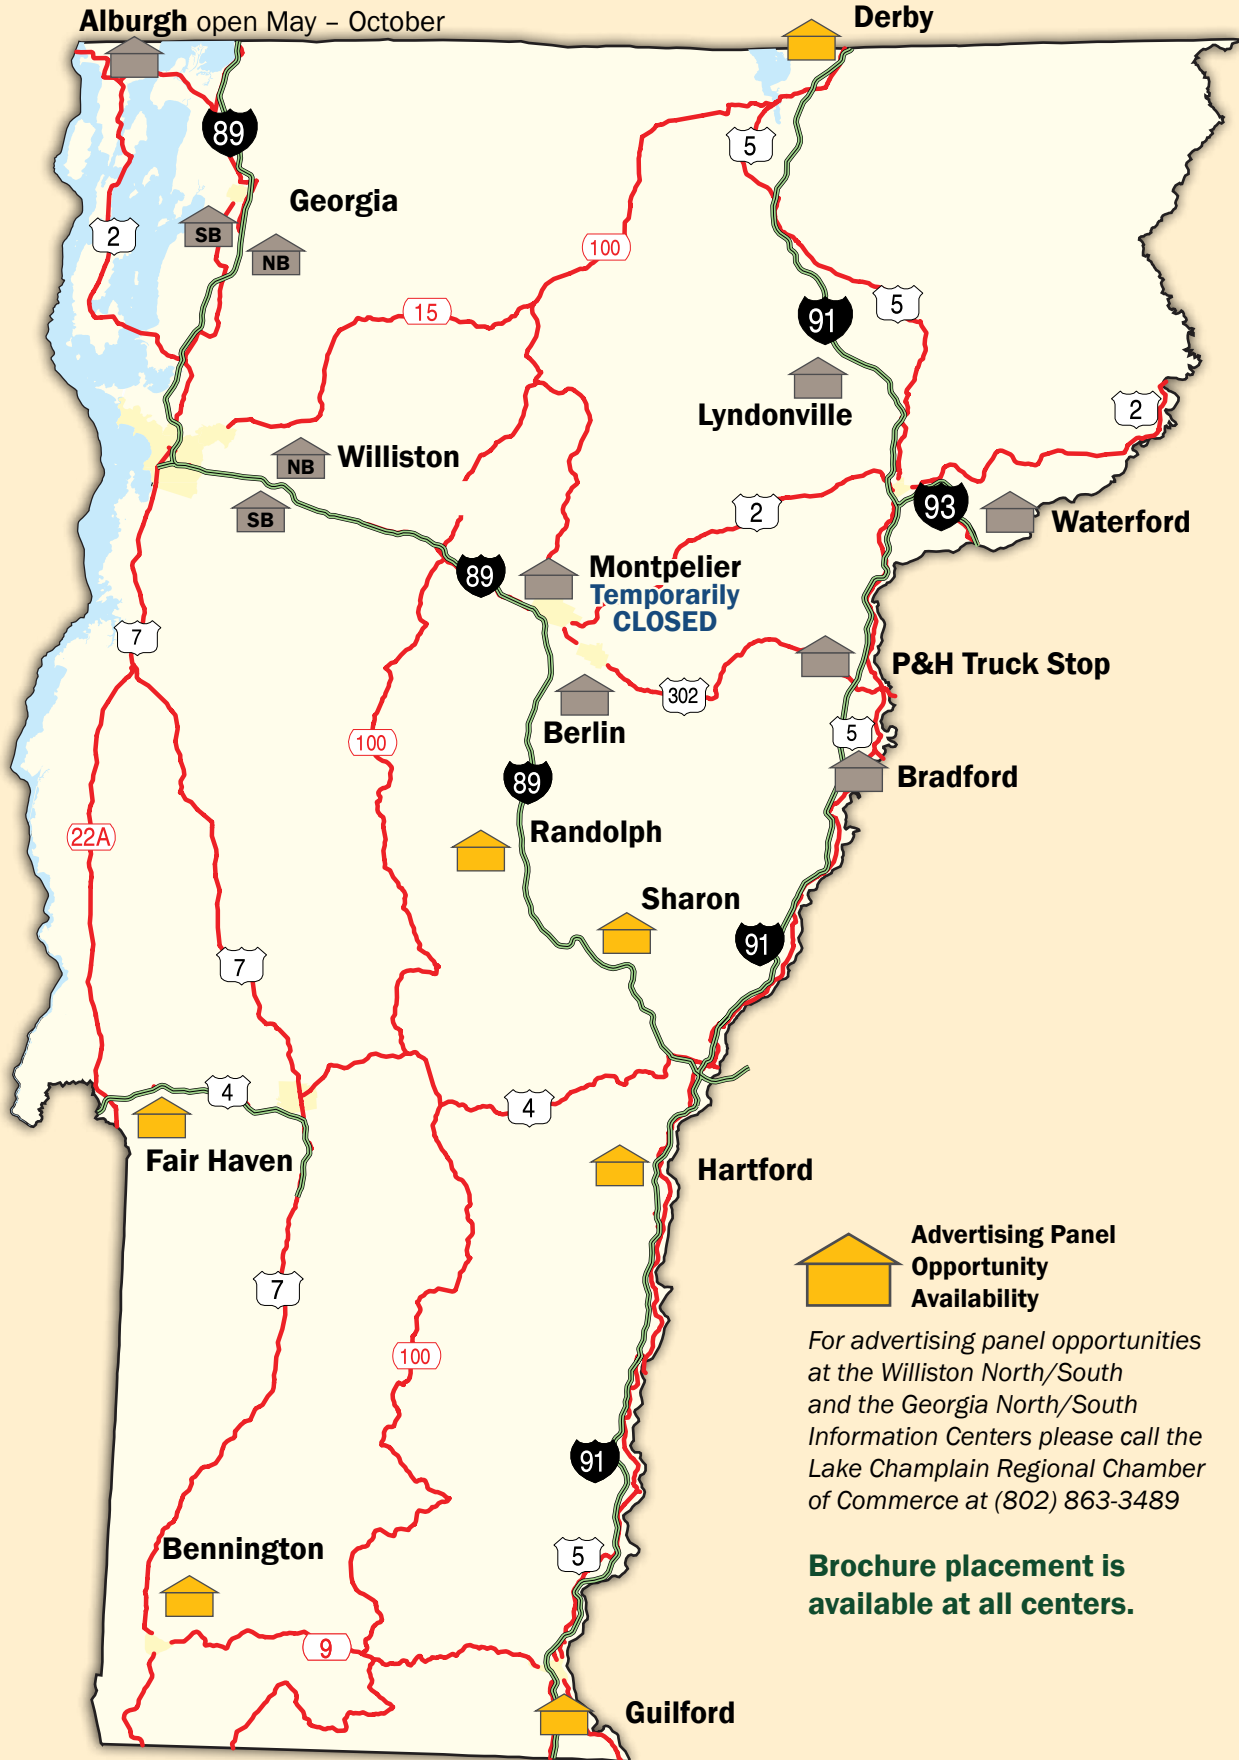 Alburgh open May – October
Derby
89
5
Georgia
SB
NB
2
100
15
91
5
Lyndonville
2
NB
Williston
SB
2
93
Waterford
89
Montpelier
Temporarily
CLOSED
7
P&H Truck Stop
302
Berlin
5
100
89
Bradford
22A
Randolph
Sharon
91
7
4
4
Fair Haven
Hartford
Advertising Panel
Opportunity
Availability
7
For advertising panel opportunities
at the Williston North/South
and the Georgia North/South
Information Centers please call the
Lake Champlain Regional Chamber
of Commerce at (802) 863-3489
100
91
Bennington
5
Brochure placement is
available at all centers.
9
Guilford